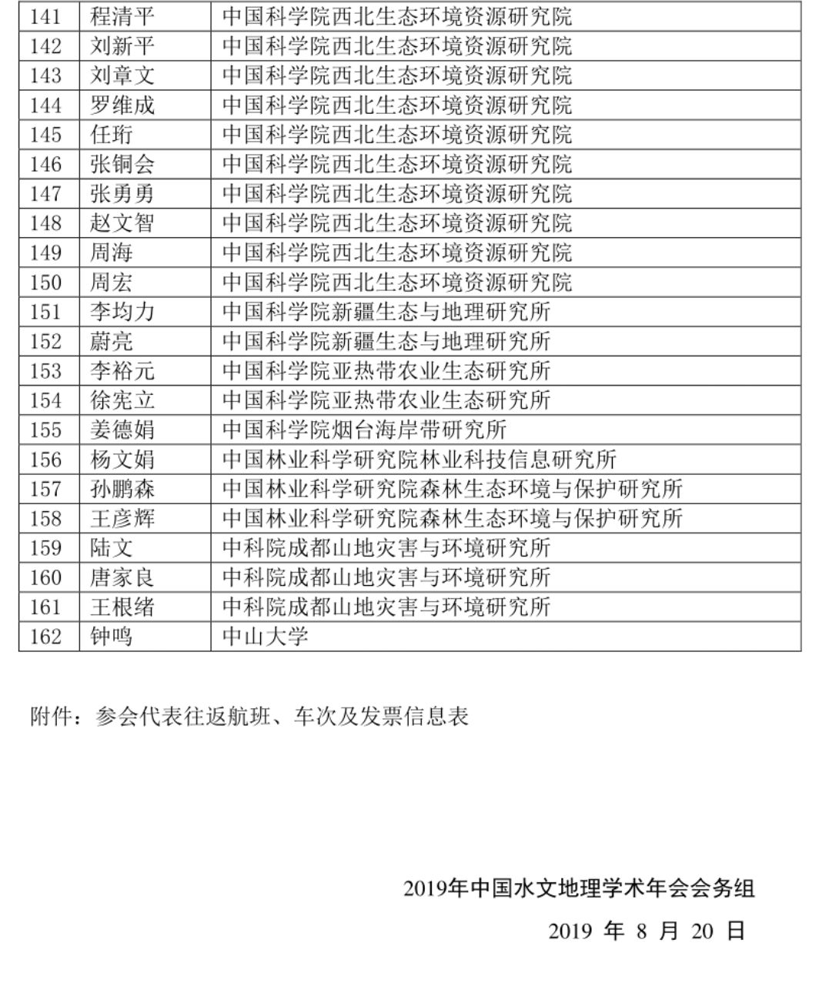 141 程清平 中国科学院西北生态环境资源研究院
142 刘新平 中国科学院西北生态环境资源研究院
143 刘章文 中国科学院西北生态环境资源研究院
144 罗维成 中国科学院西北生态环境资源研究院
145 任珩 中国科学院西北生态环境资源研究院
146 张铜会 中国科学院西北生态环境资源研究院
147 张勇勇 中国科学院西北生态环境资源研究院
148 赵文智 中国科学院西北生态环境资源研究院
149 周海 中国科学院西北生态环境资源研究院
150 周宏 中国科学院西北生态环境资源研究院
151 李均力 中国科学院新疆生态与地理研究所
152 蔚亮 中国科学院新疆生态与地理研究所
153 李裕元 中国科学院亚热带农业生态研究所
154 徐宪立 中国科学院亚热带农业生态研究所
155 姜德娟 中国科学院烟台海岸带研究所
156 杨文娟 中国林业科学研究院林业科技信息研究所
157 孙鹏森 中国林业科学研究院森林生态环境与保护研究所
158 王彦辉 中国林业科学研究院森林生态环境与保护研究所
159 陆文 中科院成都山地灾害与环境研究所
160 唐家良 中科院成都山地灾害与环境研究所
161 王根绪 中科院成都山地灾害与环境研究所
162 钟鸣 中山大学
附件：参会代表往返航班、车次及发票信息表
2019年中国水文地理学术年会会务组
2019 年 8 月 20 日